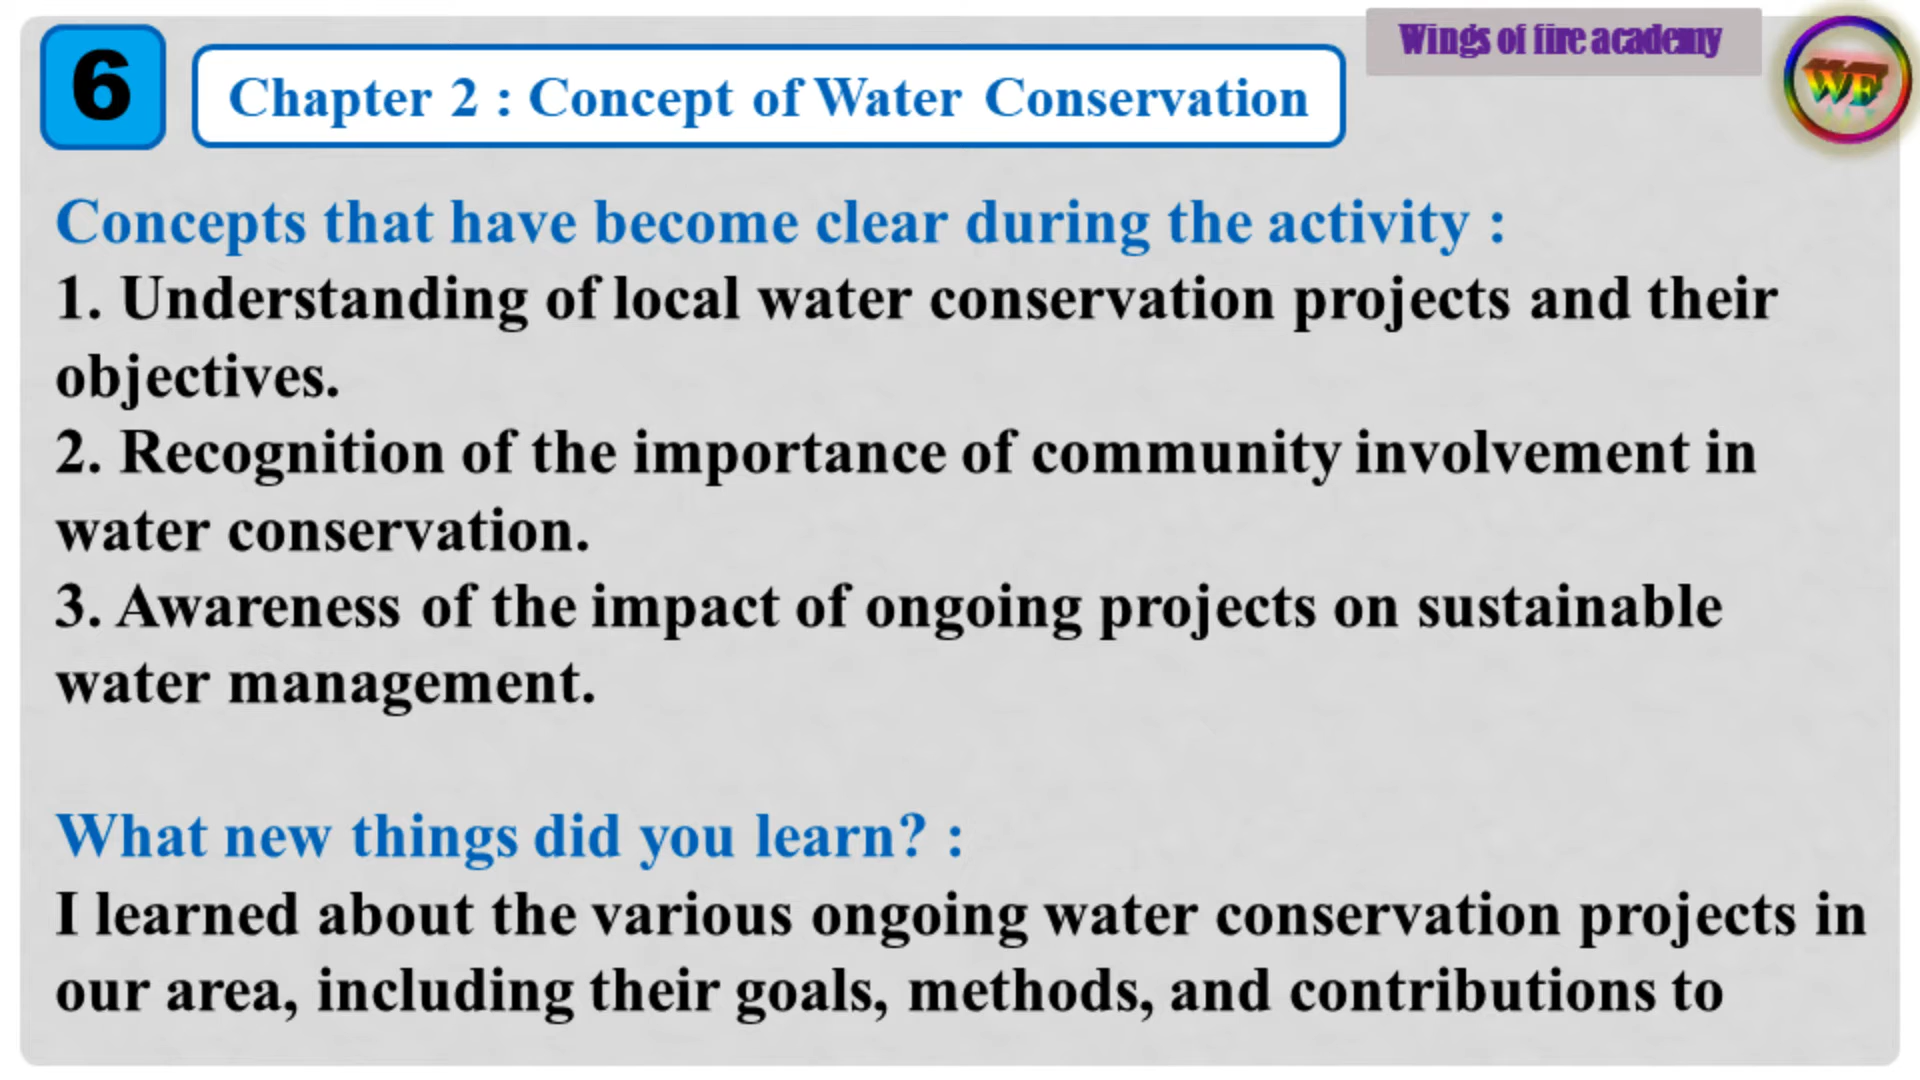 6
Chapter 2 : Concept of Water Conservation
Wings of fire academy
WF
Concepts that have become clear during the activity :
1. Understanding of local water conservation projects and their
objectives.
2. Recognition of the importance of community involvement in
water conservation.
3. Awareness of the impact of ongoing projects on sustainable
water management.
What new things did you learn? :
I learned about the various ongoing water conservation projects in
our area, including their goals, methods, and contributions to